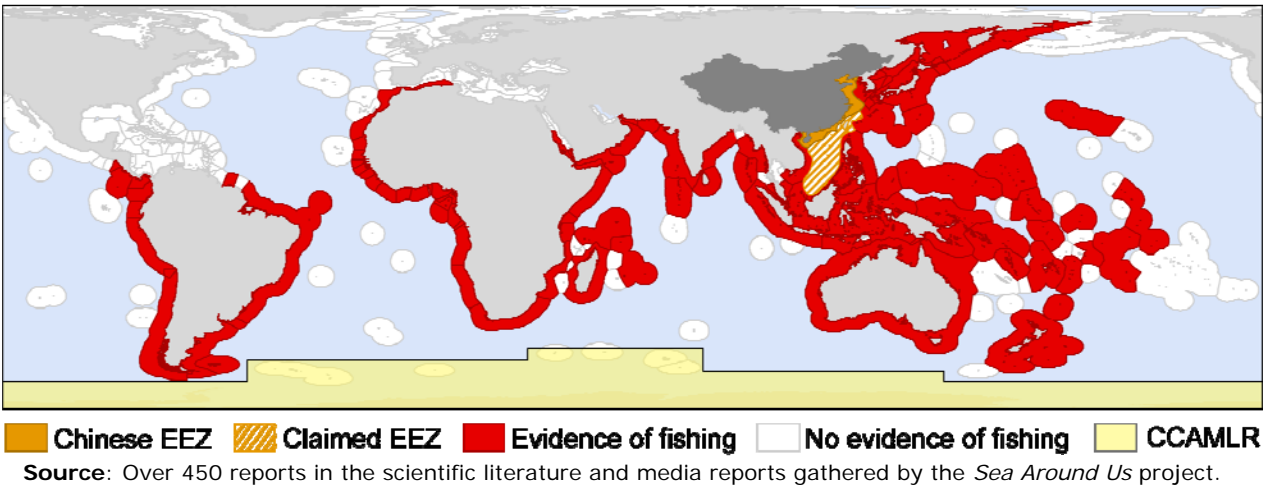 Chinese EEZ Claimed EEZ Evidence of fishing No evidence of fishing CCAMLR
Source: Over 450 reports in the scientific literature and media reports gathered by the Sea Around Us project.